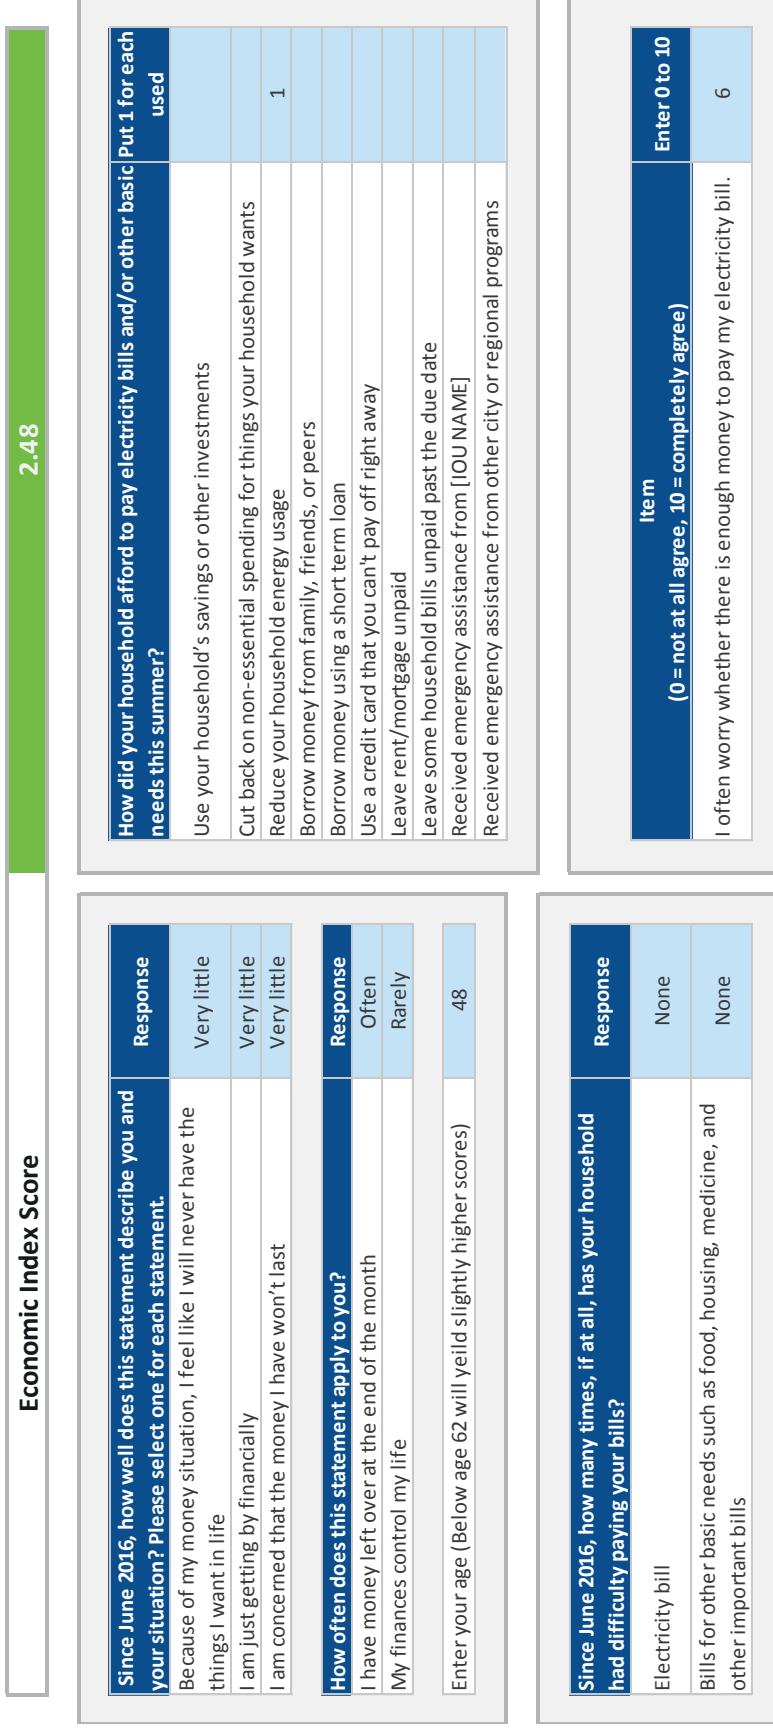 Economic Index Score 2.48
Since June 2016, how well does this statement describe you and
your situation? Please select one for each statement. Response
Because of my money situation, I feel like I will never have the
things I want in life Very little
I am just getting by financially Very little
I am concerned that the money I have won't last Very little
How often does this statement apply to you? Response
I have money left over at the end of the month Often
My finances control my life Rarely
Enter your age (Below age 62 will yeild slightly higher scores) 48
How did your household afford to pay electricity bills and/or other basic
needs this summer?
Put 1 for each
used
Use your household's savings or other investments
Cut back on non-essential spending for things your household wants
Reduce your household energy usage 1
Borrow money from family, friends, or peers
Borrow money using a short term loan
Use a credit card that you can't pay off right away
Leave rent/mortgage unpaid
Leave some household bills unpaid past the due date
Received emergency assistance from [IOU NAME]
Received emergency assistance from other city or regional programs
Since June 2016, how many times, if at all, has your household
had difficulty paying your bills? Response
Electricity bill None
Bills for other basic needs such as food, housing, medicine, and
other important bills None
Item
(0 = not at all agree, 10 = completely agree) Enter 0 to 10
I often worry whether there is enough money to pay my electricity bill. 6